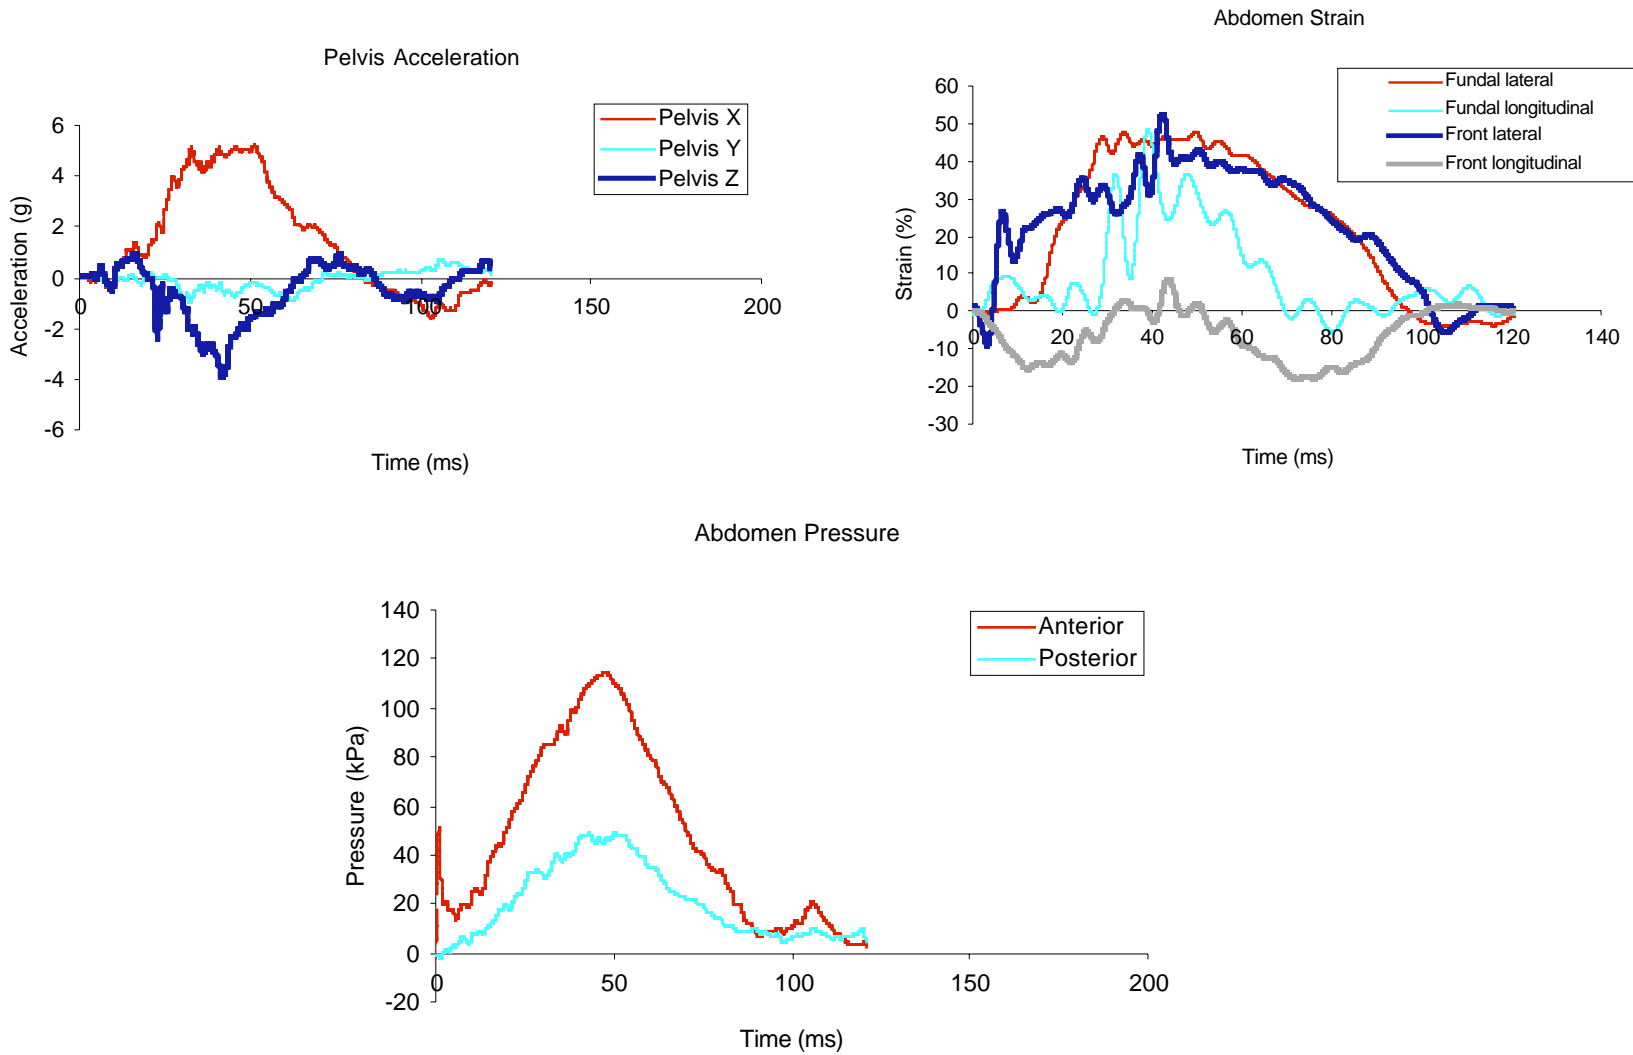 Pelvis Acceleration
6
4
2
0
-2
-4
-6
0
50
100
150
200
Acceleration (g)
Time (ms)
Pelvis X
Pelvis Y
Pelvis Z
Abdomen Strain
60
50
40
30
20
10
0
-10
-20
-30
0
20
40
60
80
100
120
140
Strain (%)
Time (ms)
Fundal lateral
Fundal longitudinal
Front lateral
Front longitudinal
Abdomen Pressure
140
120
100
80
60
40
20
0
-20
0
50
100
150
200
Pressure (kPa)
Time (ms)
Anterior
Posterior